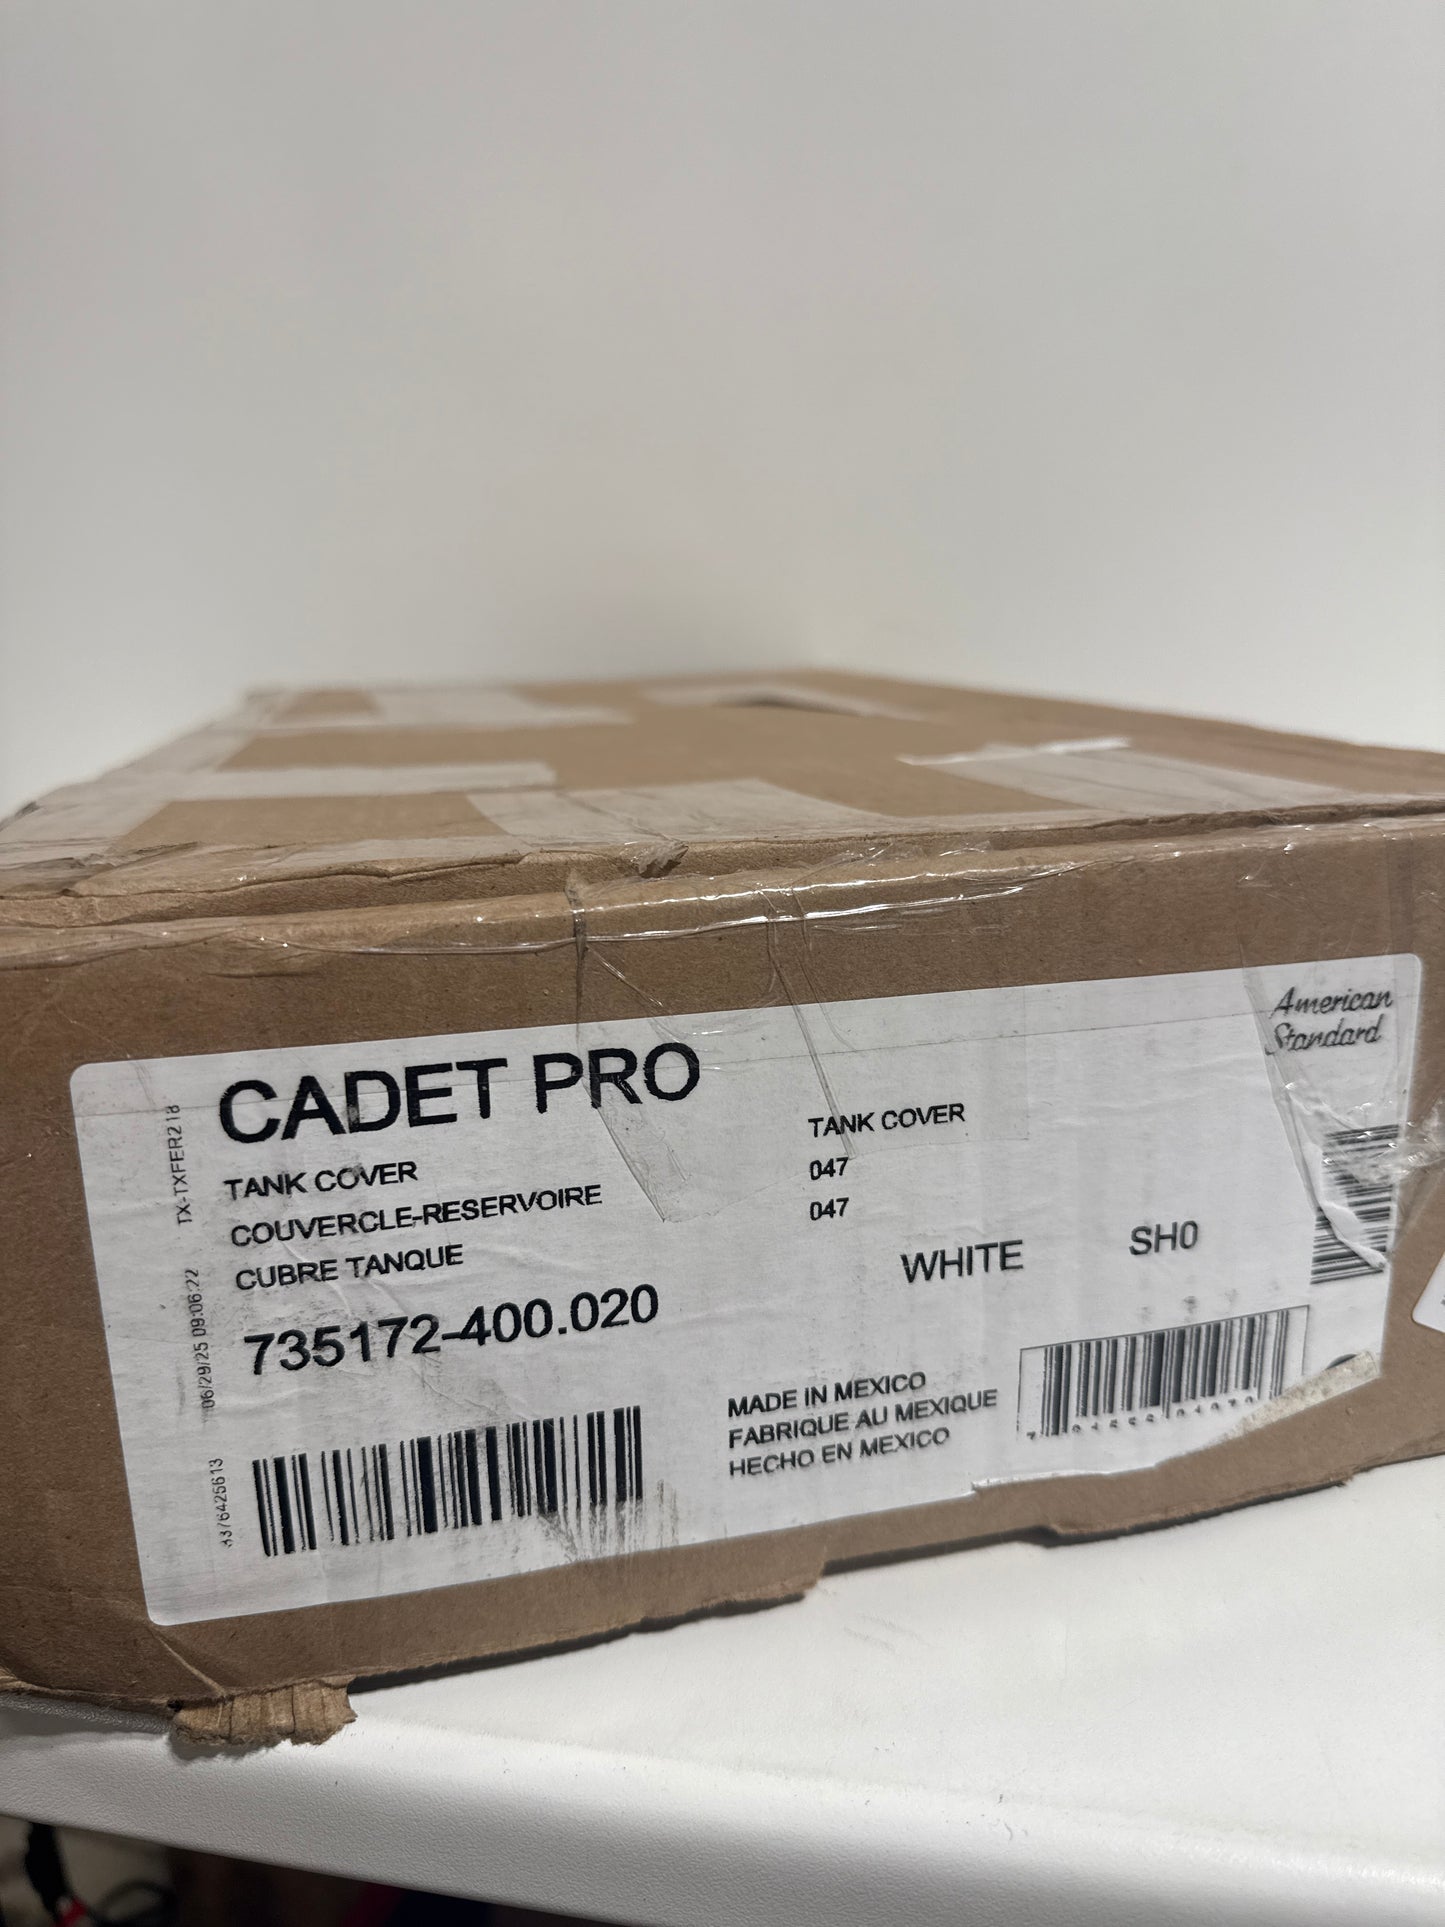 American
Standard
CADET PRO
TANK COVER
COUVERCLE-RESERVOIRE
CUBRE TANQUE
735172-400.020
TANK COVER
047
047
WHITE
SH0
MADE IN MEXICO
FABRIQUE AU MEXIQUE
HECHO EN MEXICO
TX-TXFER218
06/29/25 09:06:22